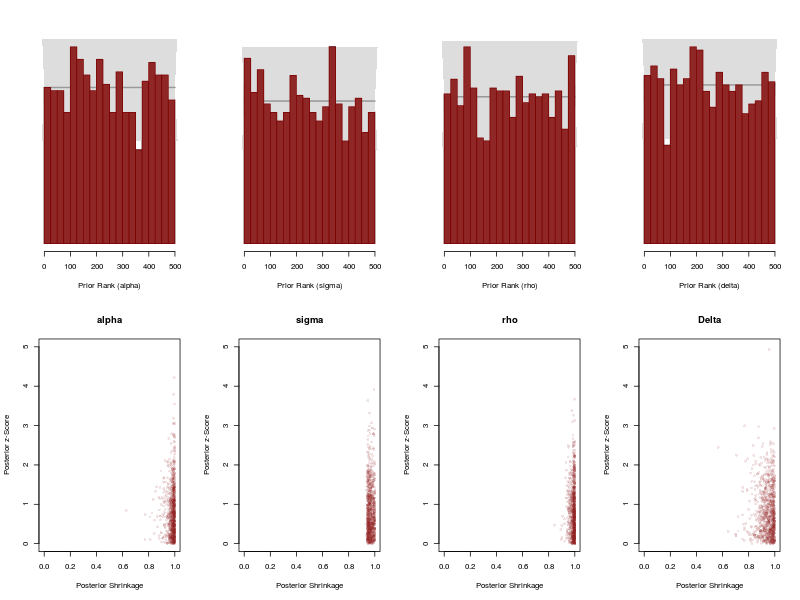 0 100 200 300 400 500
Prior Rank (alpha)
0 100 200 300 400 500
Prior Rank (sigma)
0 100 200 300 400 500
Prior Rank (rho)
0 100 200 300 400 500
Prior Rank (delta)
alpha
Posterior z-Score
0 1 2 3 4 5
0.0 0.2 0.4 0.6 0.8 1.0
Posterior Shrinkage
sigma
Posterior z-Score
0 1 2 3 4 5
0.0 0.2 0.4 0.6 0.8 1.0
Posterior Shrinkage
rho
Posterior z-Score
0 1 2 3 4 5
0.0 0.2 0.4 0.6 0.8 1.0
Posterior Shrinkage
Delta
Posterior z-Score
0 1 2 3 4 5
0.0 0.2 0.4 0.6 0.8 1.0
Posterior Shrinkage